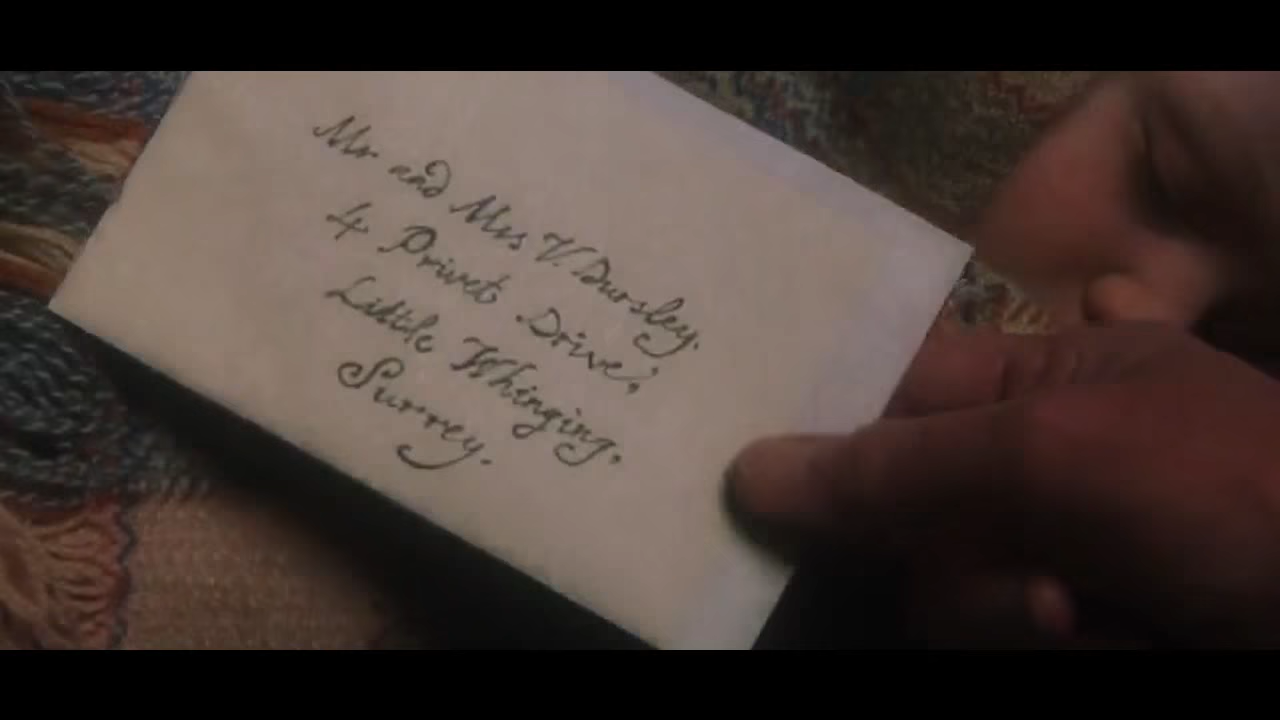 Mr and Mrs V. Dursley.
4 Privet Drive,
Little Whinging,
Surrey.